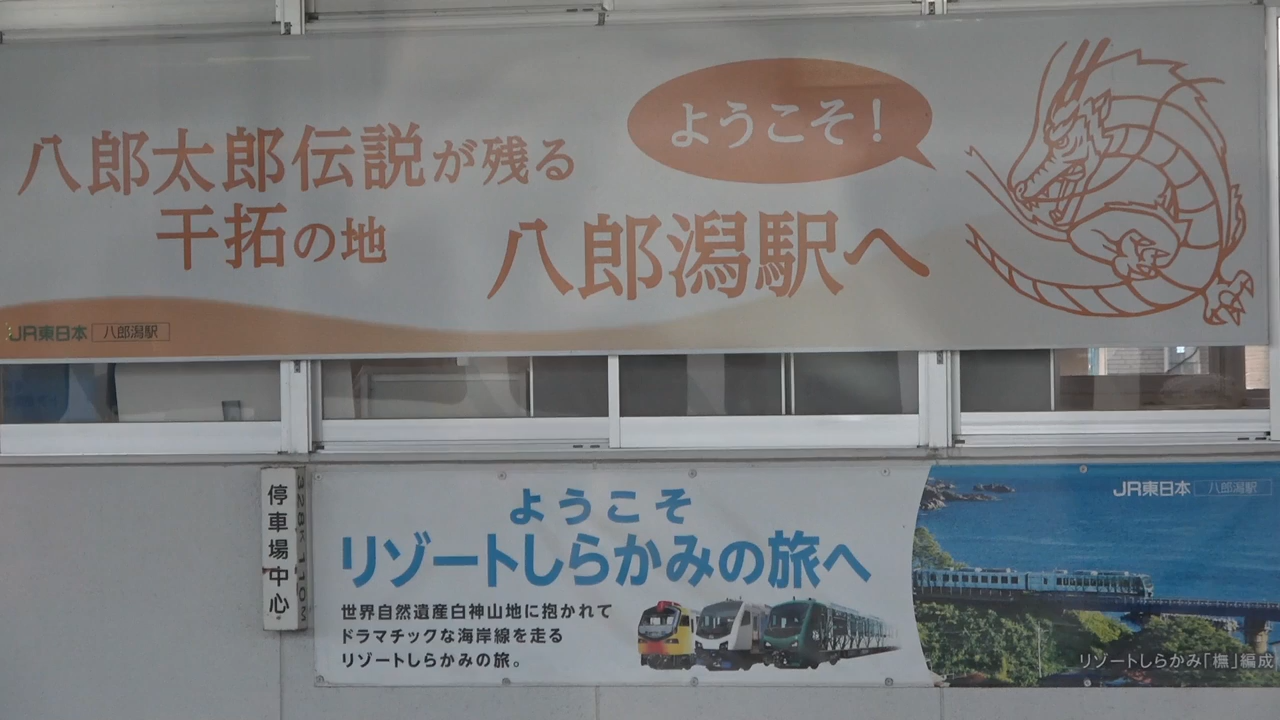 八郎太郎伝説が残る
干拓の地
ようこそ!
八郎潟駅へ
JR東日本 八郎潟駅
停車場中心
328K 110M
ようこそ
リゾートしらかみの旅へ
世界自然遺産白神山地に抱かれて
ドラマチックな海岸線を走る
リゾートしらかみの旅。
JR東日本 八郎潟駅
リゾートしらかみ「橅」編成